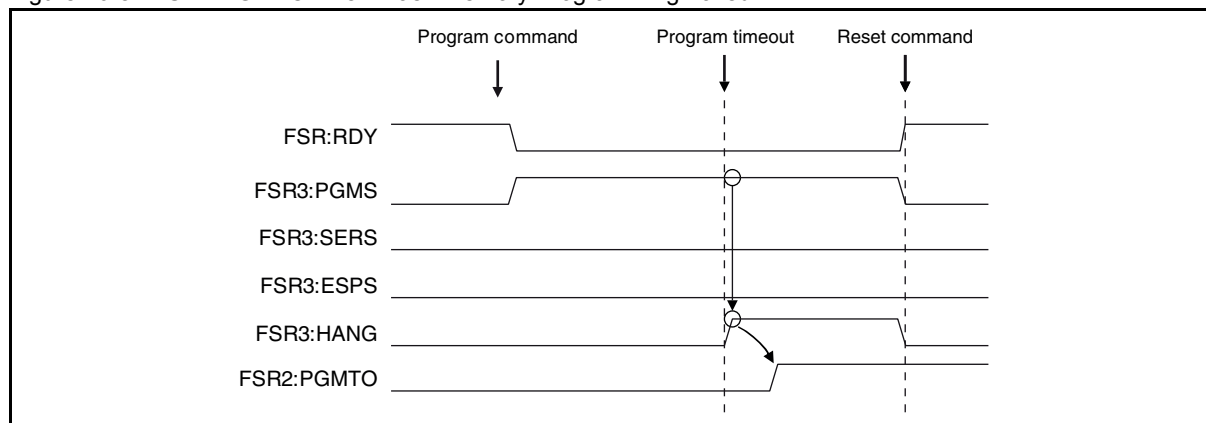 Program command Program timeout Reset command
FSR:RDY
FSR3:PGMS
FSR3:SERS
FSR3:ESPS
FSR3:HANG
FSR2:PGMTO